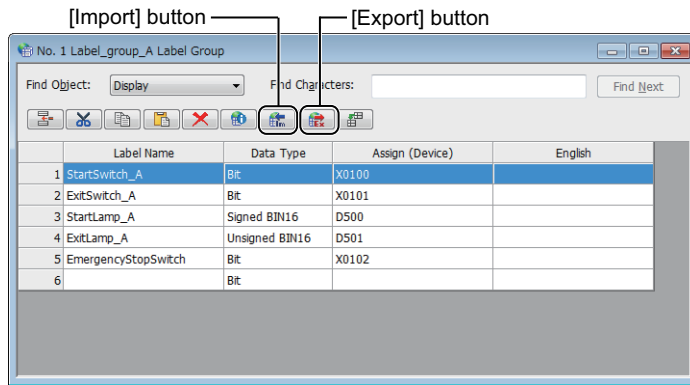 [Import] button
[Export] button
No. 1 Label_group_A Label Group
Find Object: Display Find Characters: Find Next
Im Ex
Label Name Data Type Assign (Device) English
1 StartSwitch_A Bit X0100
2 ExitSwitch_A Bit X0101
3 StartLamp_A Signed BIN16 D500
4 ExitLamp_A Unsigned BIN16 D501
5 EmergencyStopSwitch Bit X0102
6 Bit